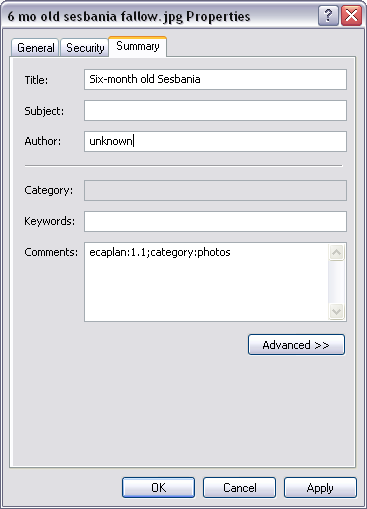 6 mo old sesbania fallow.jpg Properties
General Security Summary
Title: Six-month old Sesbania
Subject:
Author: unknown
Category:
Keywords:
Comments: ecaplan:1.1;category:photos
Advanced >>
OK Cancel Apply